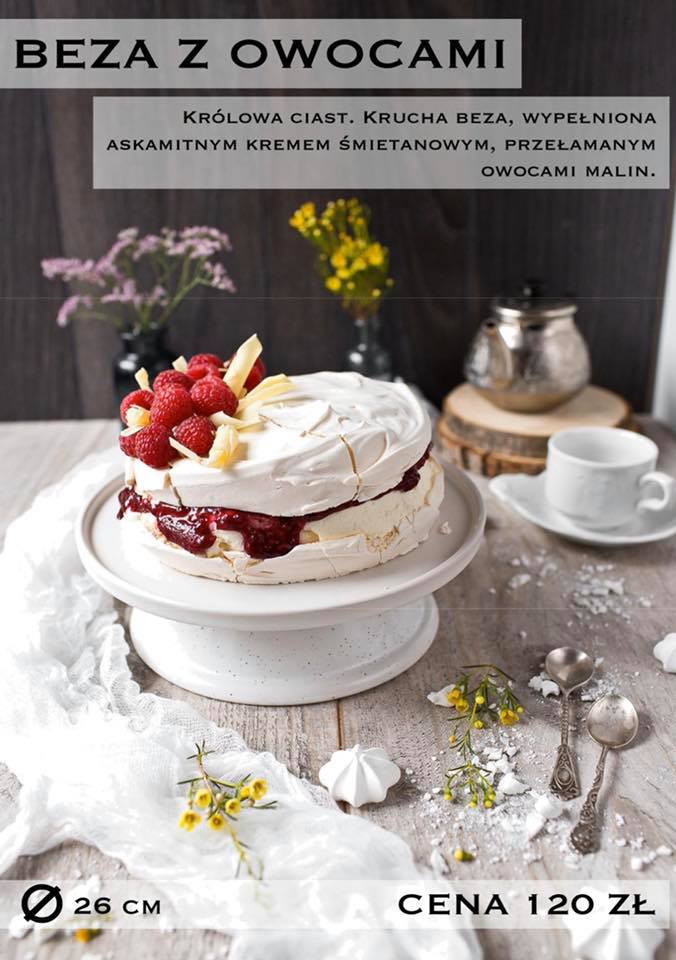 BEZA Z OWOCAMI
KRÓLOWA CIAST. KRUCHA BEZA, WYPEŁNIONA
ASKAMITNYM KREMEM ŚMIETANOWYM, PRZEŁAMANYM
OWOCAMI MALIN.
Ø 26 CM
CENA 120 ZŁ